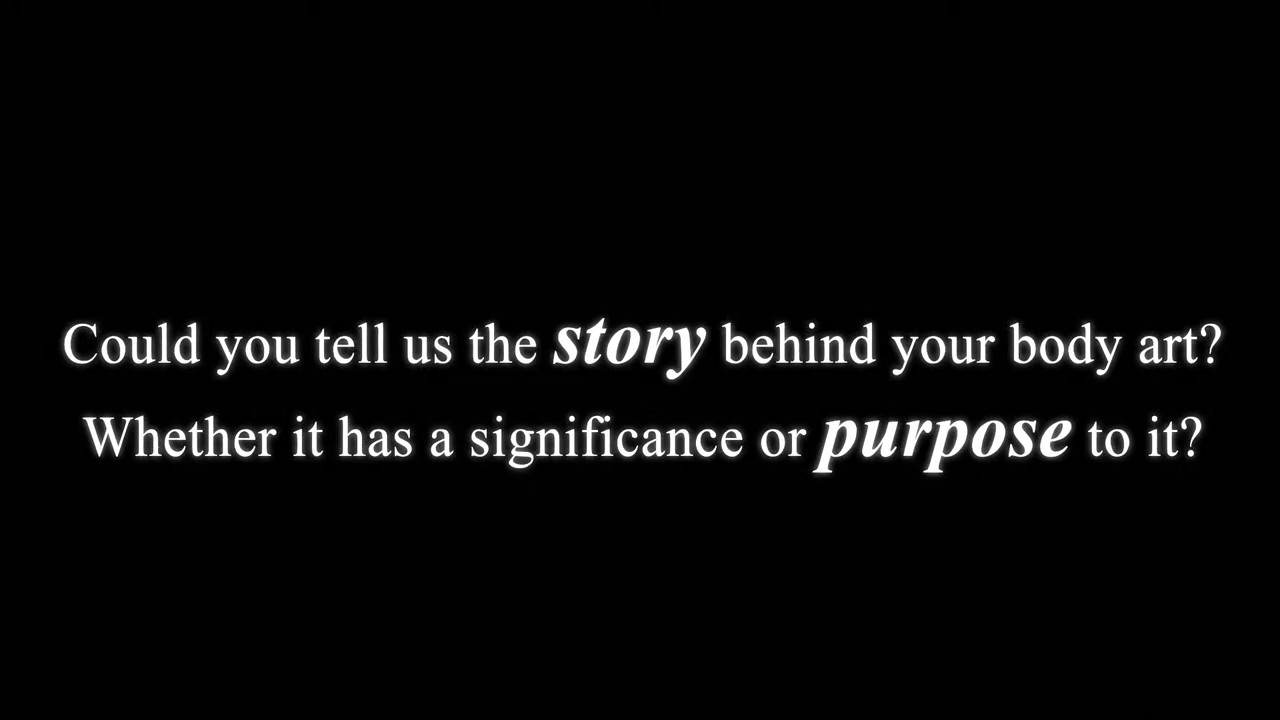 Could you tell us the story behind your body art?
Whether it has a significance or purpose to it?